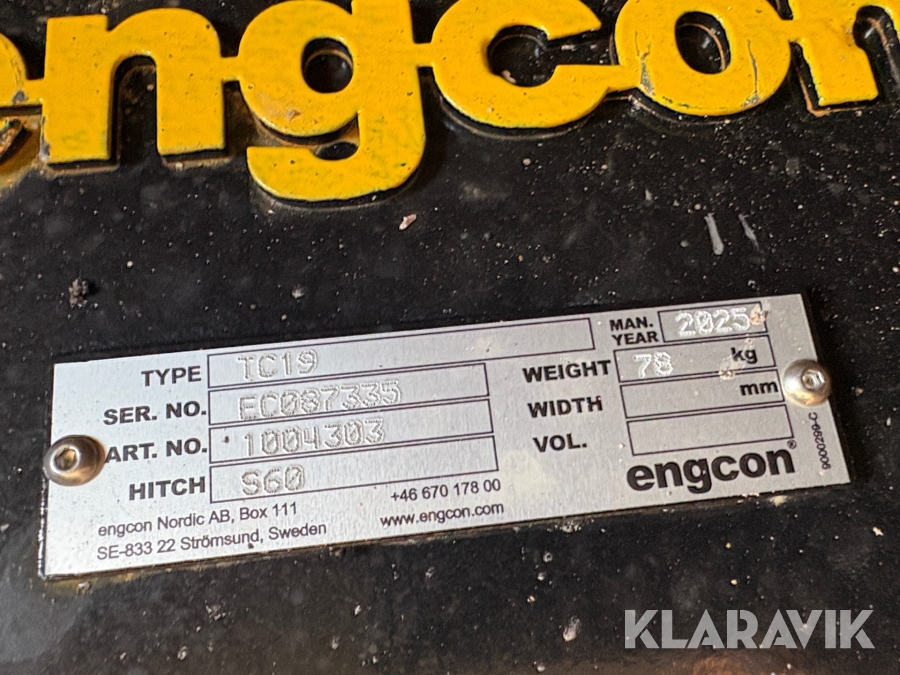 engcon
TYPE TC19
MAN. YEAR 2025
SER. NO. EC087335
WEIGHT 78 kg
ART. NO. 1004303
WIDTH mm
HITCH S60
VOL.
engcon®
engcon Nordic AB, Box 111
+46 670 178 00
SE-833 22 Strömsund, Sweden
www.engcon.com
9000299-C
KLARAVIK